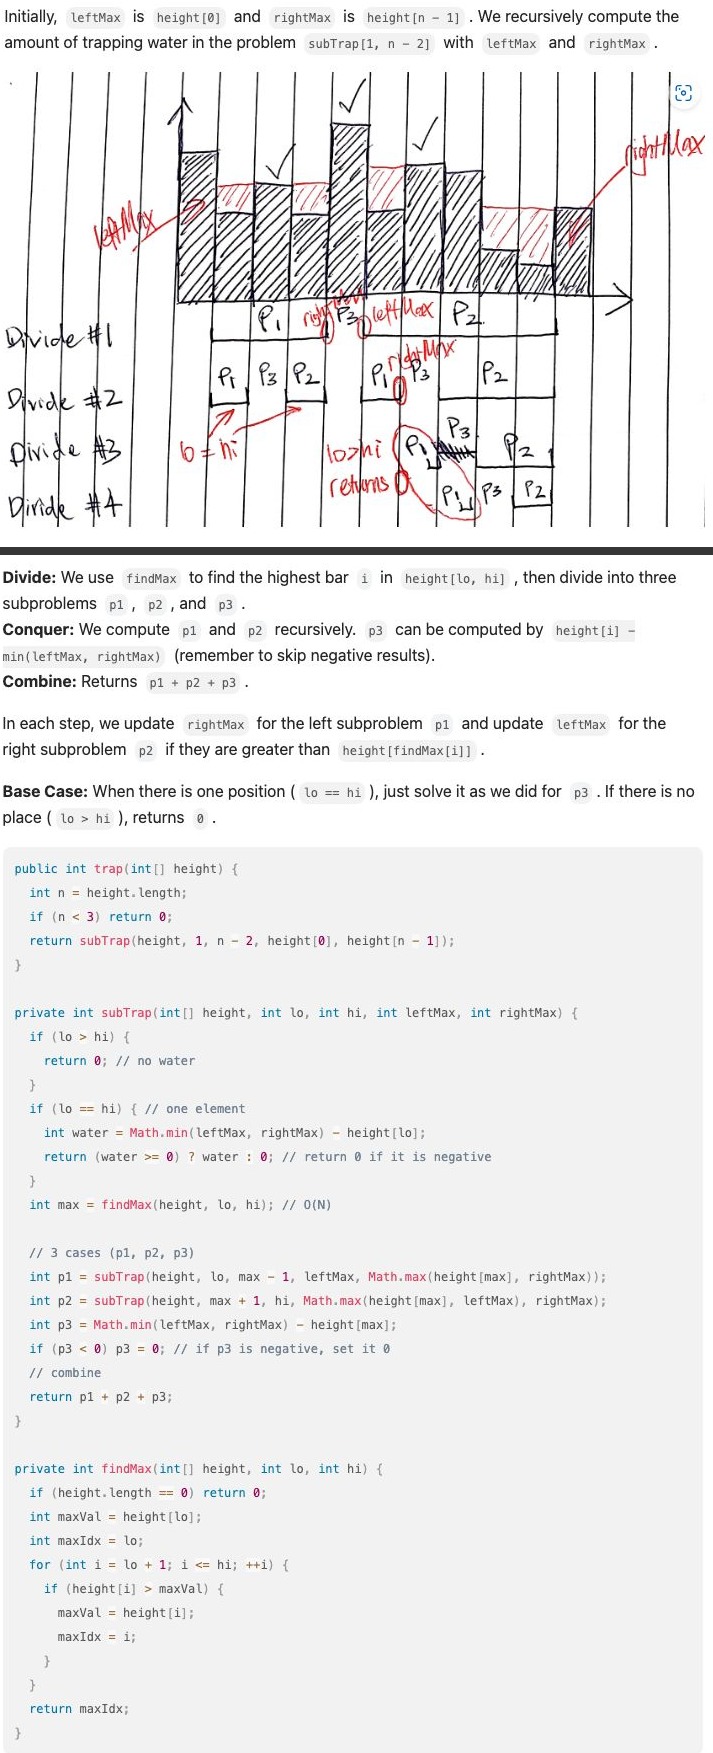 Initially, leftMax is height[0] and rightMax is height[n - 1] . We recursively compute the
amount of trapping water in the problem subTrap[1, n - 2] with leftMax and rightMax .
rightMax
leftMax
P1 rightMax P3 leftMax P2
Divide #1
rightMax
P1 P3 P2 P1 P3 P2
Divide #2
P3
Divide #3 lo = hi lo>hi P1 P2
returns
Divide #4 P1 P3 P2
Divide: We use findMax to find the highest bar i in height[lo, hi] , then divide into three
subproblems p1 , p2 , and p3 .
Conquer: We compute p1 and p2 recursively. p3 can be computed by height[i] -
min(leftMax, rightMax) (remember to skip negative results).
Combine: Returns p1 + p2 + p3 .
In each step, we update rightMax for the left subproblem p1 and update leftMax for the
right subproblem p2 if they are greater than height[findMax[i]] .
Base Case: When there is one position ( lo == hi ), just solve it as we did for p3 . If there is no
place ( lo > hi ), returns 0 .
public int trap(int[] height) {
int n = height.length;
if (n < 3) return 0;
return subTrap(height, 1, n - 2, height[0], height[n - 1]);
}
private int subTrap(int[] height, int lo, int hi, int leftMax, int rightMax) {
if (lo > hi) {
return 0; // no water
}
if (lo == hi) { // one element
int water = Math.min(leftMax, rightMax) - height[lo];
return (water >= 0) ? water : 0; // return 0 if it is negative
}
int max = findMax(height, lo, hi); // O(N)
// 3 cases (p1, p2, p3)
int p1 = subTrap(height, lo, max - 1, leftMax, Math.max(height[max], rightMax));
int p2 = subTrap(height, max + 1, hi, Math.max(height[max], leftMax), rightMax);
int p3 = Math.min(leftMax, rightMax) - height[max];
if (p3 < 0) p3 = 0; // if p3 is negative, set it 0
// combine
return p1 + p2 + p3;
}
private int findMax(int[] height, int lo, int hi) {
if (height.length == 0) return 0;
int maxVal = height[lo];
int maxIdx = lo;
for (int i = lo + 1; i <= hi; ++i) {
if (height[i] > maxVal) {
maxVal = height[i];
maxIdx = i;
}
}
return maxIdx;
}